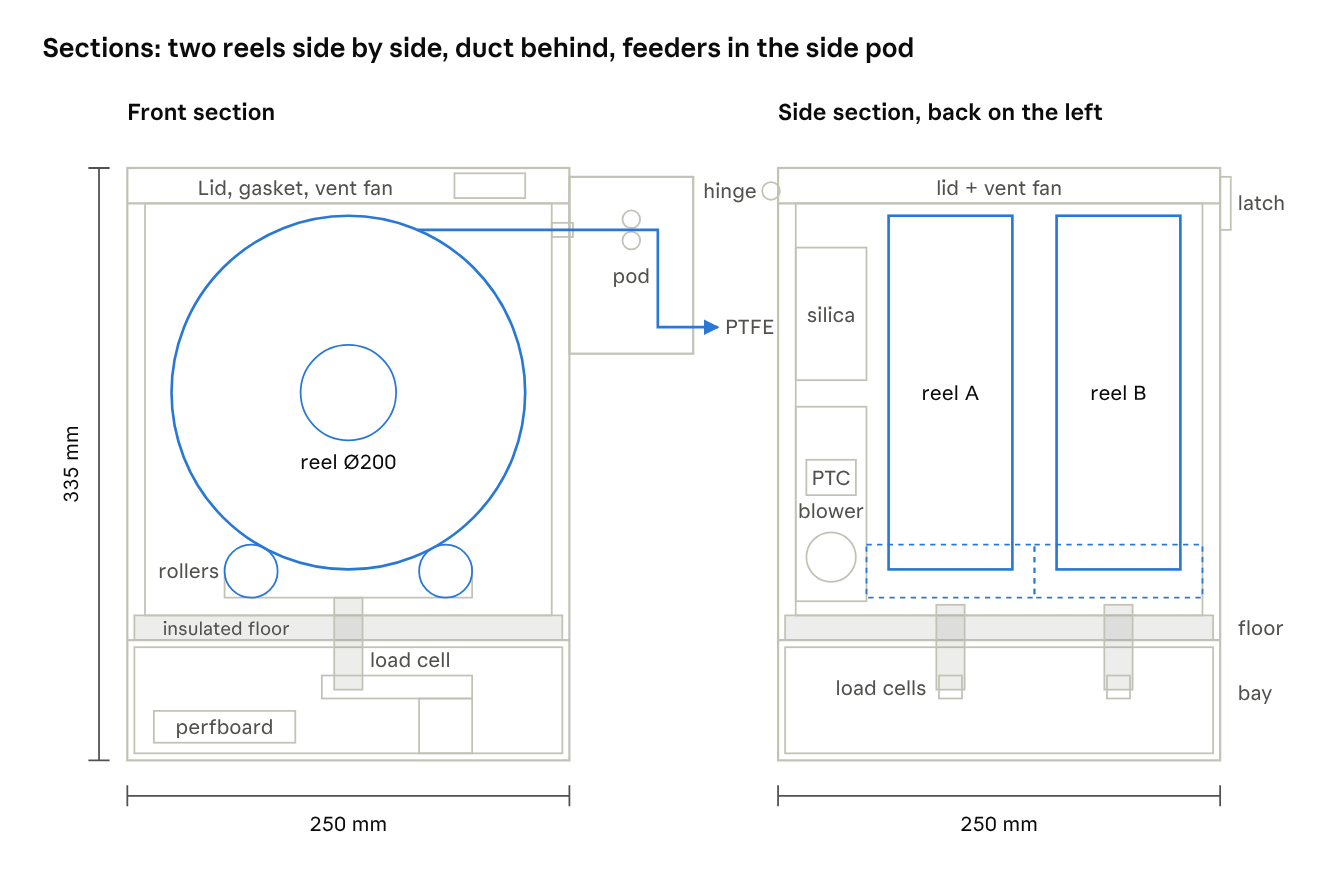 Sections: two reels side by side, duct behind, feeders in the side pod
Front section
Side section, back on the left
Lid, gasket, vent fan
hinge
lid + vent fan
latch
pod
silica
PTFE
reel A
reel B
335 mm
reel Ø200
PTC
blower
rollers
insulated floor
floor
load cell
load cells
bay
perfboard
250 mm
250 mm